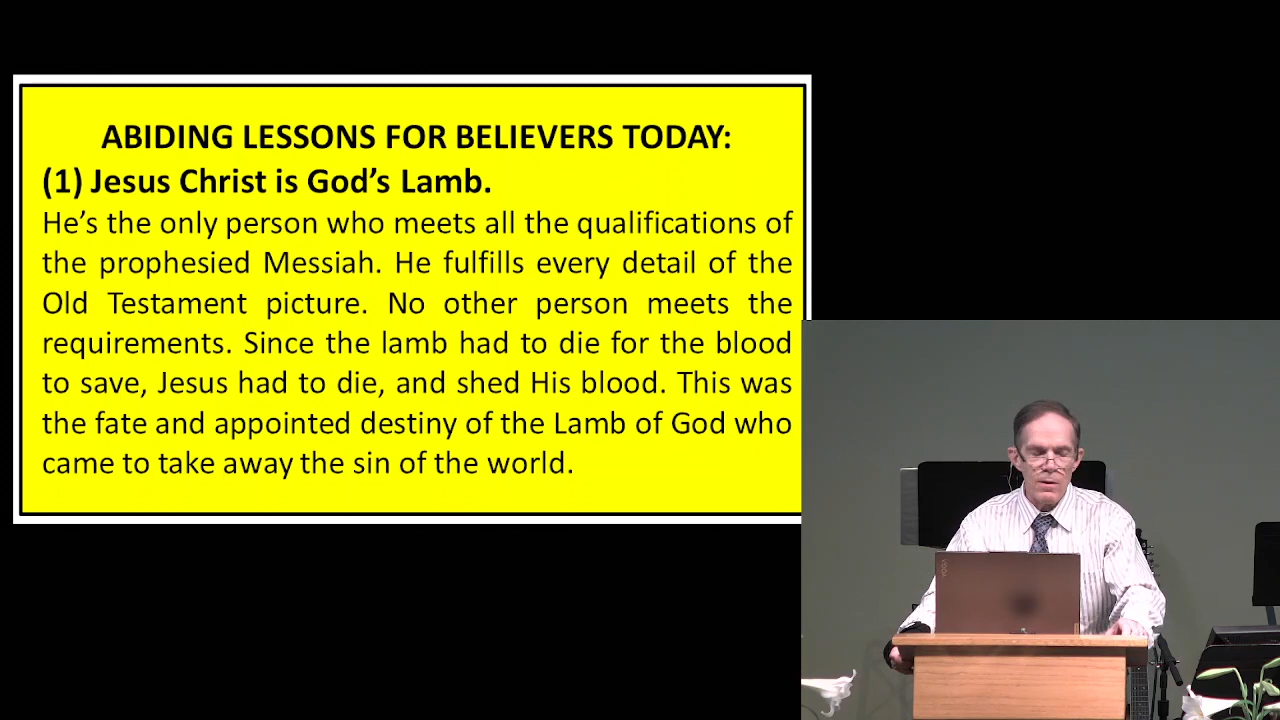 ABIDING LESSONS FOR BELIEVERS TODAY:
(1) Jesus Christ is God’s Lamb.
He’s the only person who meets all the qualifications of
the prophesied Messiah. He fulfills every detail of the
Old Testament picture. No other person meets the
requirements. Since the lamb had to die for the blood
to save, Jesus had to die, and shed His blood. This was
the fate and appointed destiny of the Lamb of God who
came to take away the sin of the world.
YOGA